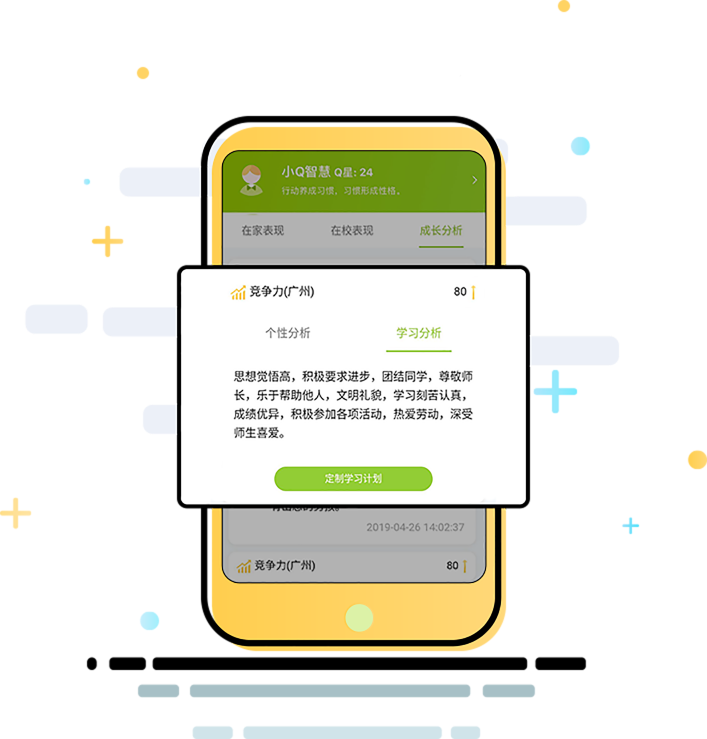 小Q智慧 Q星: 24
行动养成习惯，习惯形成性格。
在家表现 在校表现 成长分析
竞争力(广州) 80
个性分析 学习分析
思想觉悟高，积极要求进步，团结同学，尊敬师
长，乐于帮助他人，文明礼貌，学习刻苦认真，
成绩优异，积极参加各项活动，热爱劳动，深受
师生喜爱。
定制学习计划
2019-04-26 14:02:37
竞争力(广州) 80